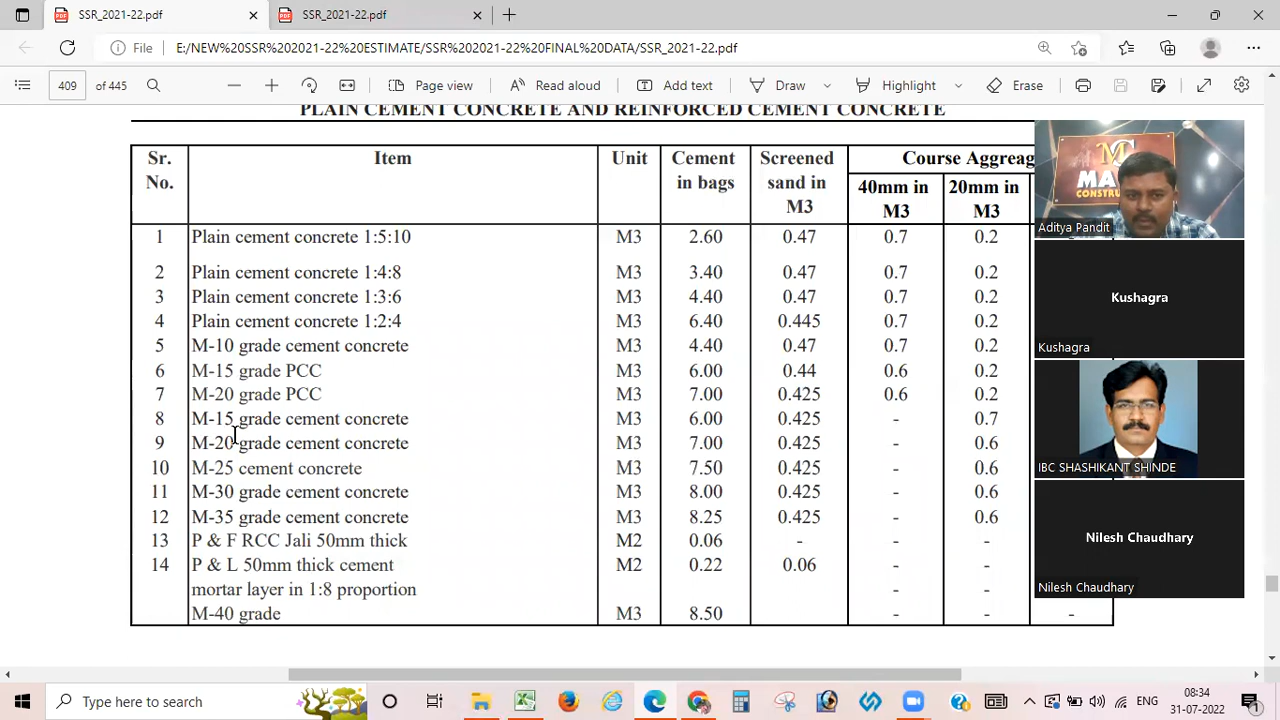 SSR_2021-22.pdf
SSR_2021-22.pdf
File
E:/NEW%20SSR%202021-22%20ESTIMATE/SSR%202021-22%20FINAL%20DATA/SSR_2021-22.pdf
409 of 445
Page view
Read aloud
Add text
Draw
Highlight
Erase
PLAIN CEMENT CONCRETE AND REINFORCED CEMENT CONCRETE
Sr. No. Item Unit Cement in bags Screened sand in M3 Course Aggreag
40mm in M3 20mm in M3
1 Plain cement concrete 1:5:10 M3 2.60 0.47 0.7 0.2
2 Plain cement concrete 1:4:8 M3 3.40 0.47 0.7 0.2
3 Plain cement concrete 1:3:6 M3 4.40 0.47 0.7 0.2
4 Plain cement concrete 1:2:4 M3 6.40 0.445 0.7 0.2
5 M-10 grade cement concrete M3 4.40 0.47 0.7 0.2
6 M-15 grade PCC M3 6.00 0.44 0.6 0.2
7 M-20 grade PCC M3 7.00 0.425 0.6 0.2
8 M-15 grade cement concrete M3 6.00 0.425 - 0.7
9 M-20 grade cement concrete M3 7.00 0.425 - 0.6
10 M-25 cement concrete M3 7.50 0.425 - 0.6
11 M-30 grade cement concrete M3 8.00 0.425 - 0.6
12 M-35 grade cement concrete M3 8.25 0.425 - 0.6
13 P & F RCC Jali 50mm thick M2 0.06 - - -
14 P & L 50mm thick cement M2 0.22 0.06 - -
mortar layer in 1:8 proportion - -
M-40 grade M3 8.50 - - -
MC
CONSTRU
Aditya Pandit
Kushagra
Kushagra
IBC SHASHIKANT SHINDE
Nilesh Chaudhary
Nilesh Chaudhary
Type here to search
ENG
08:34
31-07-2022
1